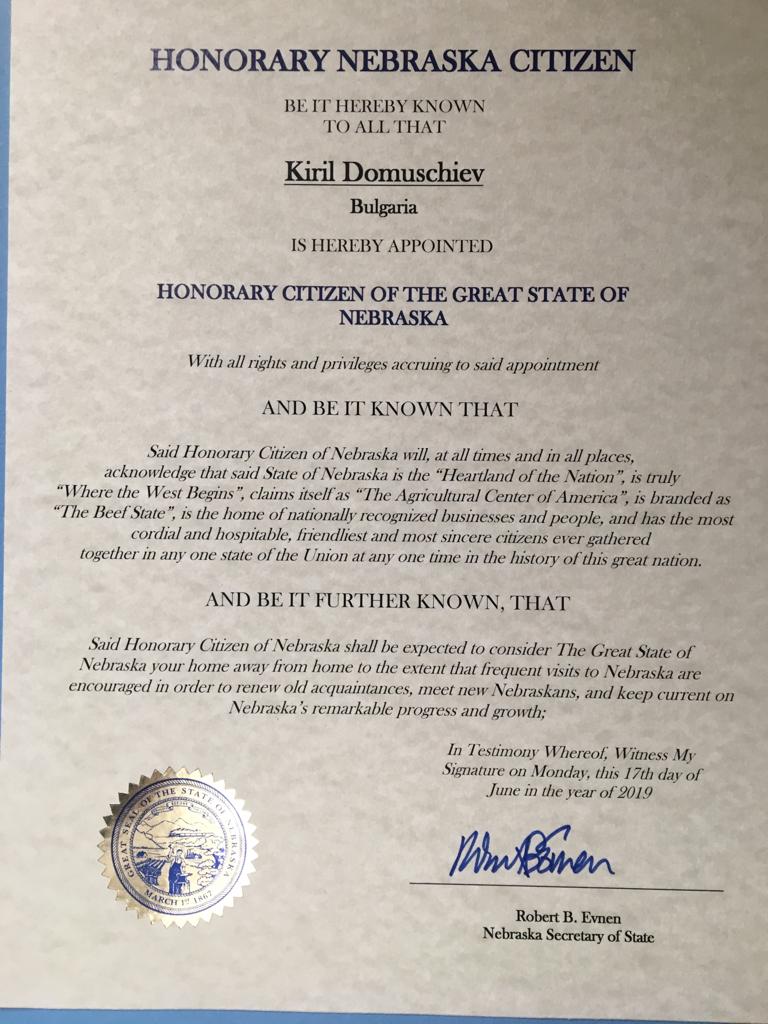 HONORARY NEBRASKA CITIZEN
BE IT HEREBY KNOWN
TO ALL THAT
Kiril Domuschiev
Bulgaria
IS HEREBY APPOINTED
HONORARY CITIZEN OF THE GREAT STATE OF
NEBRASKA
With all rights and privileges accruing to said appointment
AND BE IT KNOWN THAT
Said Honorary Citizen of Nebraska will, at all times and in all places,
acknowledge that said State of Nebraska is the “Heartland of the Nation”, is truly
“Where the West Begins”, claims itself as “The Agricultural Center of America”, is branded as
“The Beef State”, is the home of nationally recognized businesses and people, and has the most
cordial and hospitable, friendliest and most sincere citizens ever gathered
together in any one state of the Union at any one time in the history of this great nation.
AND BE IT FURTHER KNOWN, THAT
Said Honorary Citizen of Nebraska shall be expected to consider The Great State of
Nebraska your home away from home to the extent that frequent visits to Nebraska are
encouraged in order to renew old acquaintances, meet new Nebraskans, and keep current on
Nebraska’s remarkable progress and growth;
In Testimony Whereof, Witness My
Signature on Monday, this 17th day of
June in the year of 2019
GREAT SEAL OF THE STATE OF NEBRASKA
MARCH 1ST 1867
Robert B. Evnen
Nebraska Secretary of State